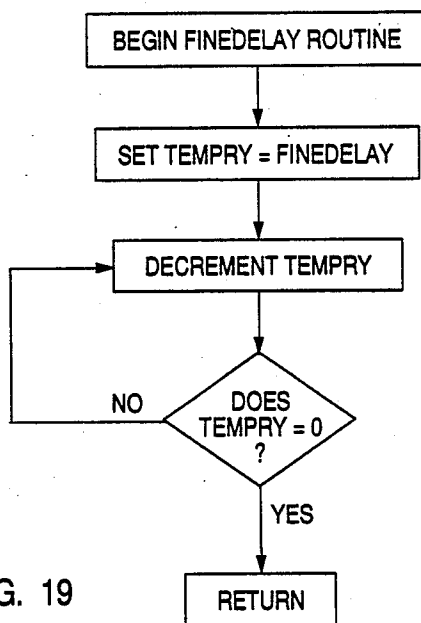 BEGIN FINEDELAY ROUTINE
SET TEMPRY = FINEDELAY
DECREMENT TEMPRY
NO
DOES
TEMPRY = 0
?
YES
G. 19
RETURN